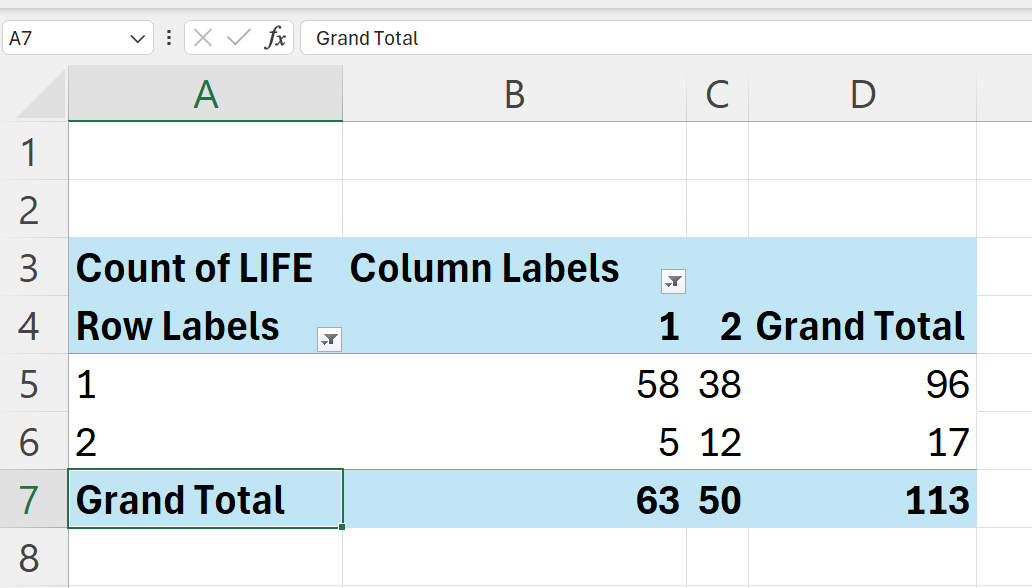 A7 fx Grand Total
A B C D
1
2
3 Count of LIFE Column Labels
4 Row Labels 1 2 Grand Total
5 1 58 38 96
6 2 5 12 17
7 Grand Total 63 50 113
8